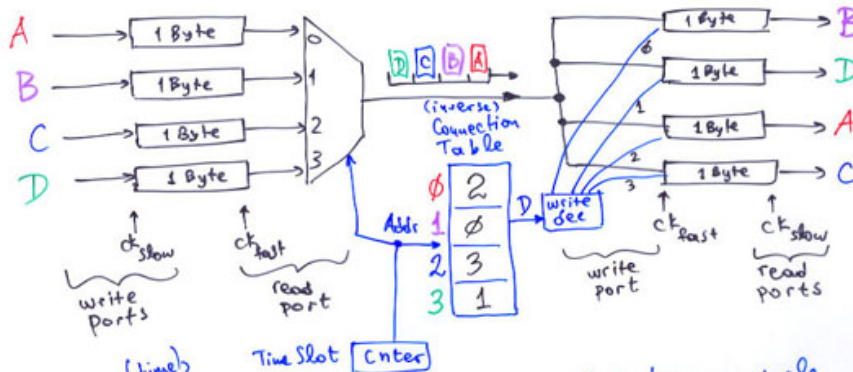 A 1 Byte
B 1 Byte
C 1 Byte
D 1 Byte
0
1
2
3
D C B A
(inverse)
Connection
Table
Addr
0 2
1 0
2 3
3 1
D
write
dec
0
1
2
3
1 Byte B
1 Byte D
1 Byte A
1 Byte C
ck slow
ck fast
write
ports
read
port
ck fast
ck slow
write
port
read
ports
(time)
Time Slot Cnter